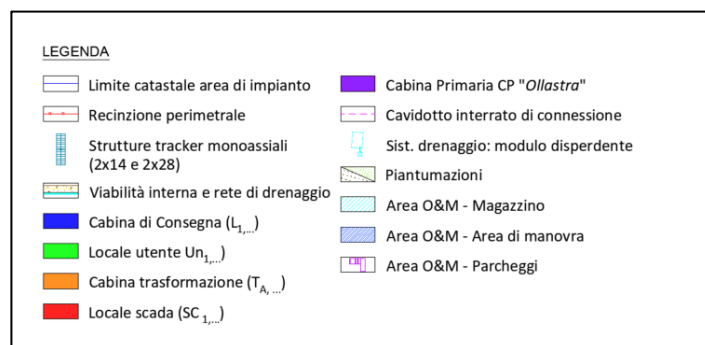 LEGENDA
Limite catastale area di impianto
Recinzione perimetrale
Strutture tracker monoassiali
(2x14 e 2x28)
Viabilità interna e rete di drenaggio
Cabina di Consegna (L1,...)
Locale utente Un1,...)
Cabina trasformazione (TA, ...)
Locale scada (SC 1,...)
Cabina Primaria CP "Ollastra"
Cavidotto interrato di connessione
Sist. drenaggio: modulo disperdente
Piantumazioni
Area O&M - Magazzino
Area O&M - Area di manovra
Area O&M - Parcheggi